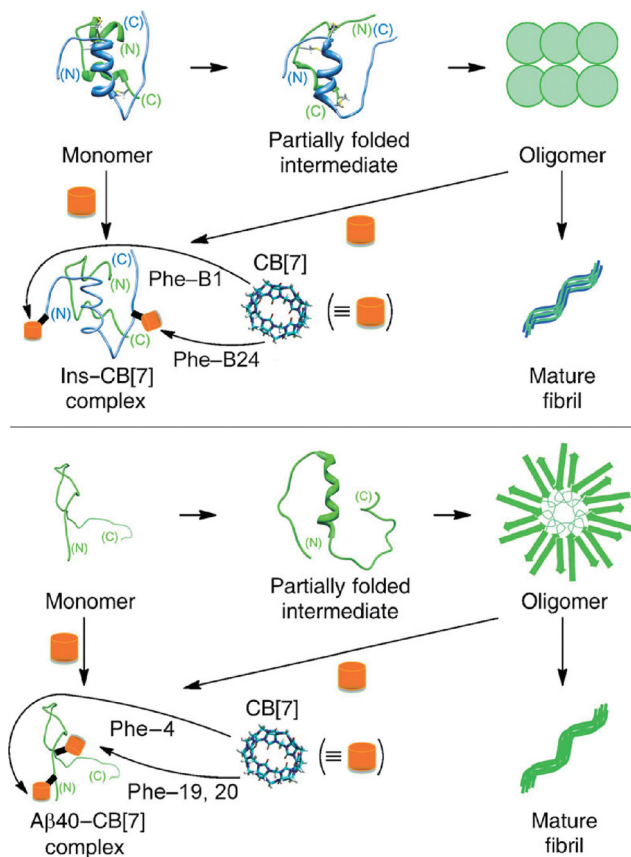 (C)
(N)
(C)
Monomer
(N)
(C)
(N)
(C)
Partially folded
intermediate
Oligomer
(C)
(N)
(N)
(C)
Phe–B1
CB[7]
(≡ )
Phe–B24
Ins–CB[7]
complex
Mature
fibril
(N)
(C)
Monomer
(C)
(N)
Partially folded
intermediate
Oligomer
Phe–4
CB[7]
(≡ )
(C)
(N)
Phe–19, 20
Aβ40–CB[7]
complex
Mature
fibril